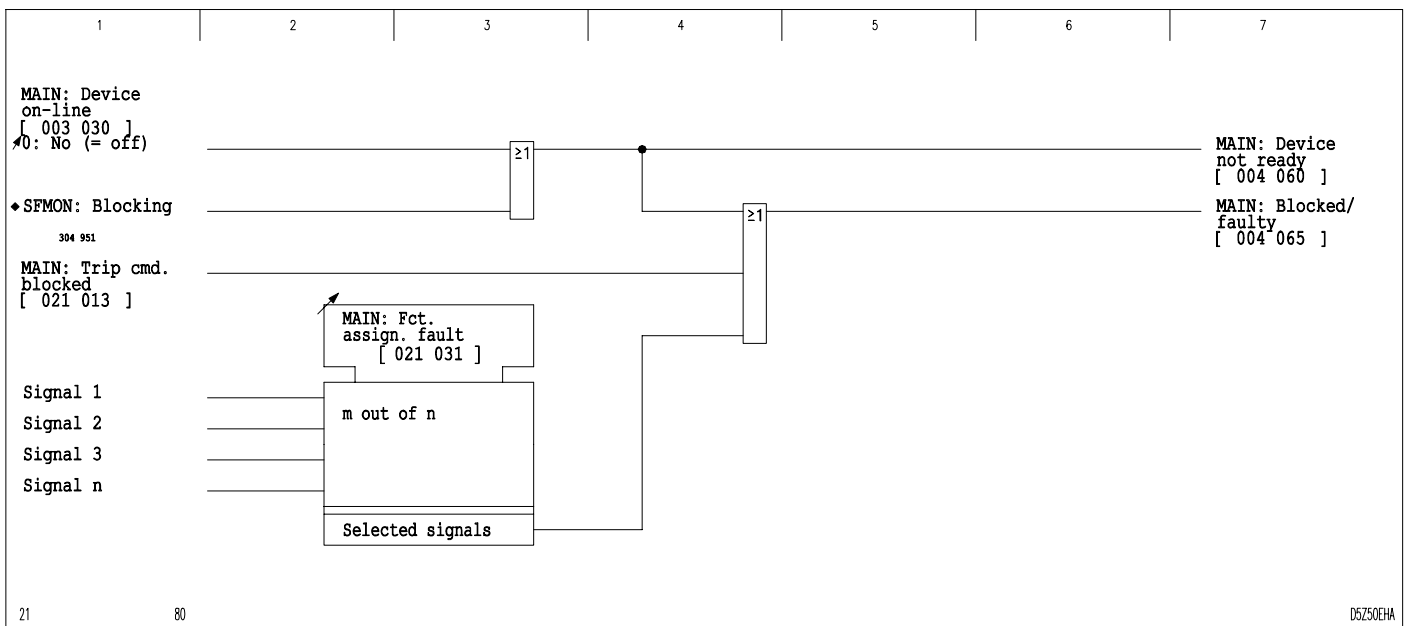 1 2 3 4 5 6 7
MAIN: Device
on-line
[ 003 030 ]
0: No (= off)
≥1
MAIN: Device
not ready
[ 004 060 ]
SFMON: Blocking
304 951
≥1
MAIN: Blocked/
faulty
[ 004 065 ]
MAIN: Trip cmd.
blocked
[ 021 013 ]
MAIN: Fct.
assign. fault
[ 021 031 ]
Signal 1
Signal 2
Signal 3
Signal n
m out of n
Selected signals
21 80 D5Z50EHA